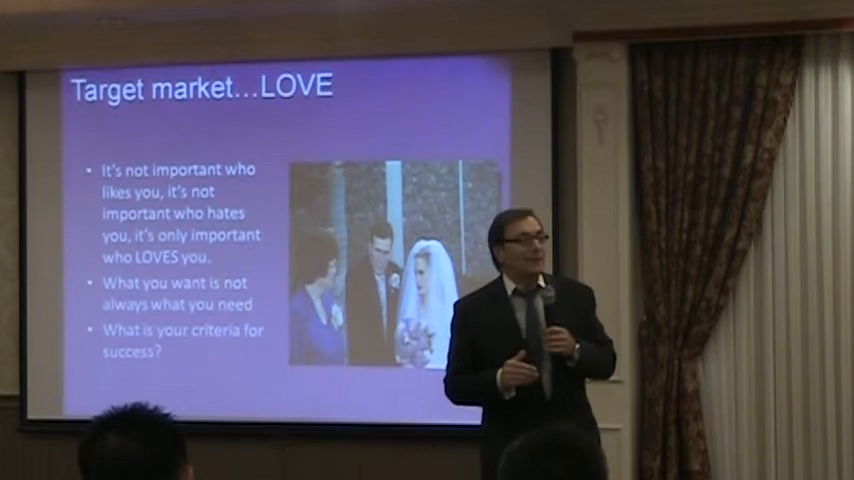 Target market...LOVE
• It's not important who
likes you, it's not
important who hates
you, it's only important
who LOVES you.
• What you want is not
always what you need
• What is your criteria for
success?